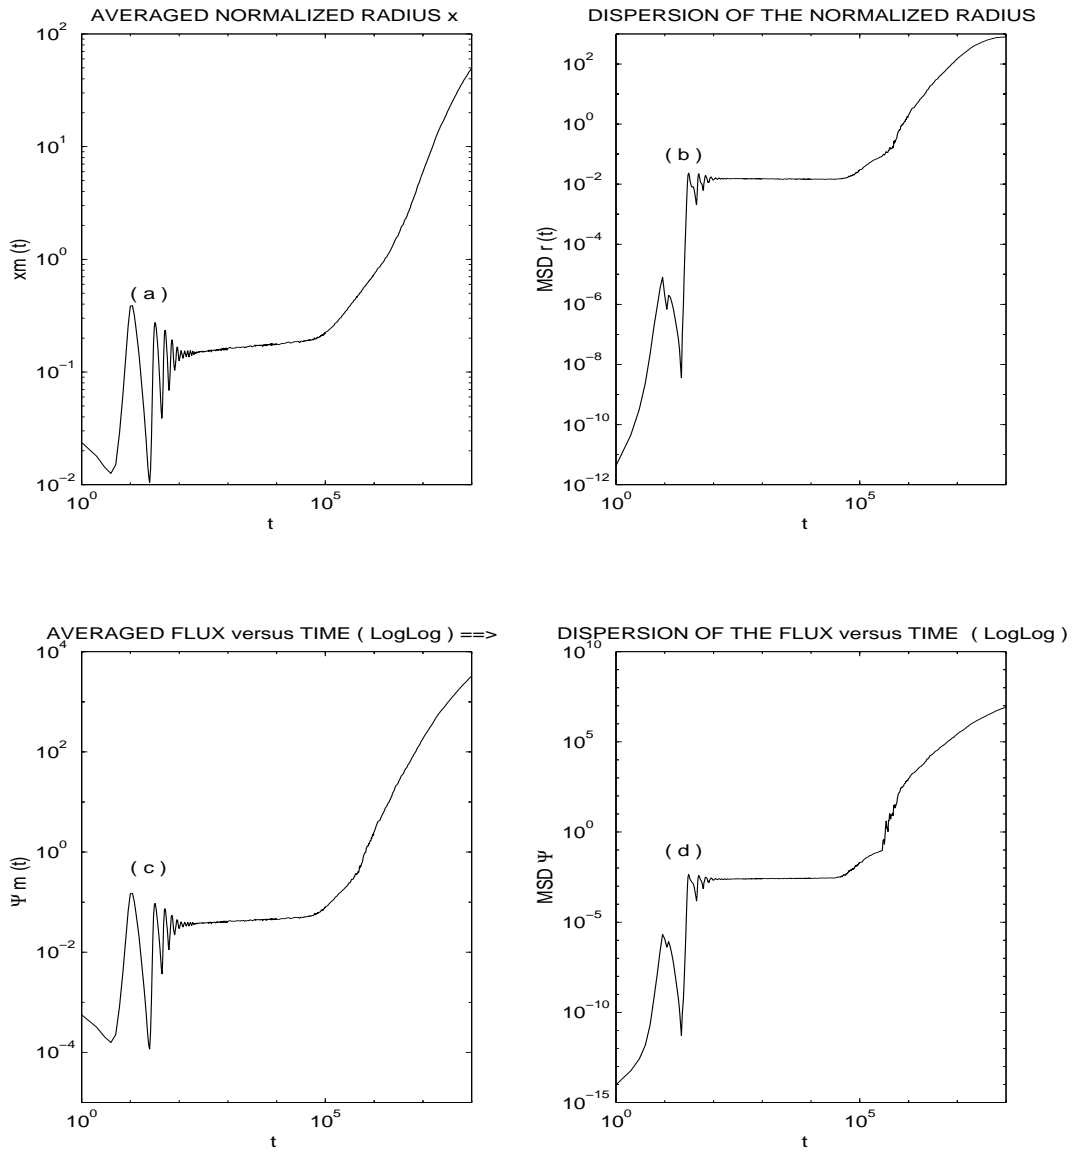 AVERAGED NORMALIZED RADIUS x
10^2
10^1
10^0
10^-1
10^-2
xm (t)
( a )
10^0
10^5
t
DISPERSION OF THE NORMALIZED RADIUS
10^2
10^0
10^-2
10^-4
10^-6
10^-8
10^-10
10^-12
MSD r (t)
( b )
10^0
10^5
t
AVERAGED FLUX versus TIME ( LogLog ) ==>
10^4
10^2
10^0
10^-2
10^-4
Ψ m (t)
( c )
10^0
10^5
t
DISPERSION OF THE FLUX versus TIME ( LogLog )
10^10
10^5
10^0
10^-5
10^-10
10^-15
MSD Ψ
( d )
10^0
10^5
t